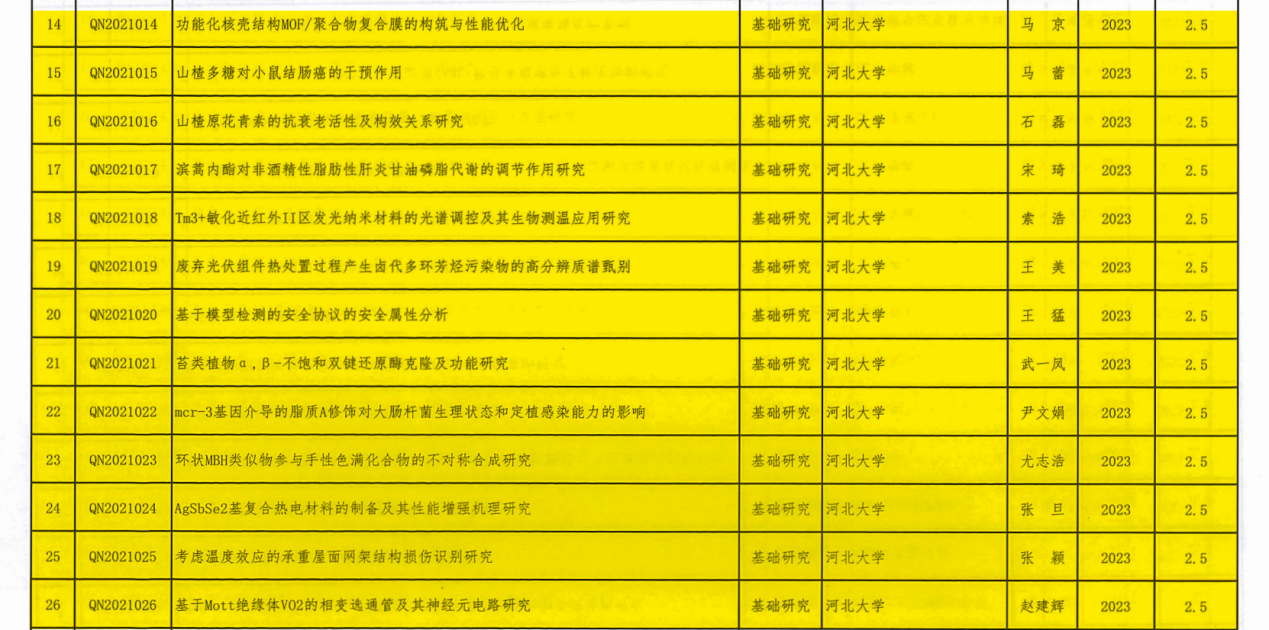 14 QN2021014 功能化核壳结构MOF/聚合物复合膜的构筑与性能优化 基础研究 河北大学 马 京 2023 2.5
15 QN2021015 山楂多糖对小鼠结肠癌的干预作用 基础研究 河北大学 马 蕾 2023 2.5
16 QN2021016 山楂原花青素的抗衰老活性及构效关系研究 基础研究 河北大学 石 磊 2023 2.5
17 QN2021017 滨蒿内酯对非酒精性脂肪性肝炎甘油磷脂代谢的调节作用研究 基础研究 河北大学 宋 琦 2023 2.5
18 QN2021018 Tm3+敏化近红外II区发光纳米材料的光谱调控及其生物测温应用研究 基础研究 河北大学 索 浩 2023 2.5
19 QN2021019 废弃光伏组件热处置过程产生卤代多环芳烃污染物的高分辨质谱甄别 基础研究 河北大学 王 美 2023 2.5
20 QN2021020 基于模型检测的安全协议的安全属性分析 基础研究 河北大学 王 猛 2023 2.5
21 QN2021021 苔类植物α,β-不饱和双键还原酶克隆及功能研究 基础研究 河北大学 武一凤 2023 2.5
22 QN2021022 mcr-3基因介导的脂质A修饰对大肠杆菌生理状态和定植感染能力的影响 基础研究 河北大学 尹文娟 2023 2.5
23 QN2021023 环状MBH类似物参与手性色满化合物的不对称合成研究 基础研究 河北大学 尤志浩 2023 2.5
24 QN2021024 AgSbSe2基复合热电材料的制备及其性能增强机理研究 基础研究 河北大学 张 旦 2023 2.5
25 QN2021025 考虑温度效应的承重屋面网架结构损伤识别研究 基础研究 河北大学 张 颖 2023 2.5
26 QN2021026 基于Mott绝缘体VO2的相变选通管及其神经元电路研究 基础研究 河北大学 赵建辉 2023 2.5